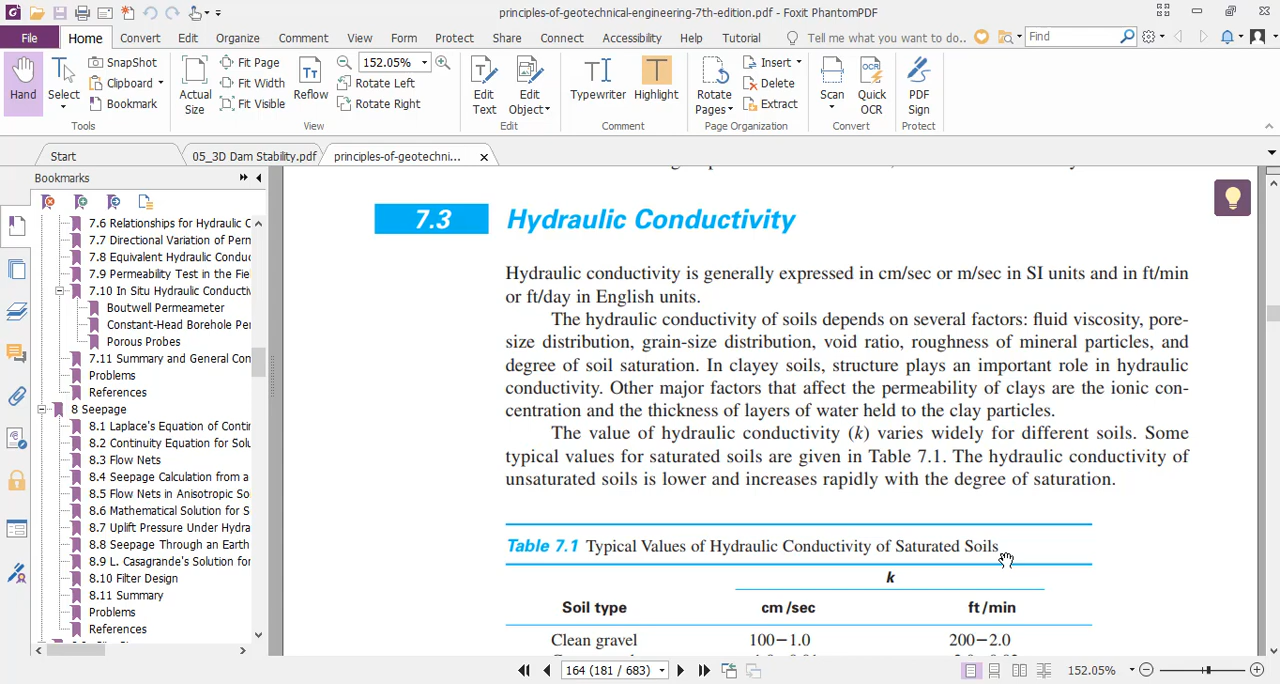 principles-of-geotechnical-engineering-7th-edition.pdf - Foxit PhantomPDF
File Home Convert Edit Organize Comment View Form Protect Share Connect Accessibility Help Tutorial Tell me what you want to do.. Find
Hand
Select
SnapShot
Clipboard
Bookmark
Tools
Actual Size
Fit Page
Fit Width
Fit Visible
Reflow
152.05%
Rotate Left
Rotate Right
View
Edit Text
Edit Object
Edit
Typewriter
Highlight
Comment
Rotate Pages
Insert
Delete
Extract
Page Organization
Scan
Quick OCR
Convert
PDF Sign
Protect
Start
05_3D Dam Stability.pdf
principles-of-geotechni...
Bookmarks
7.6 Relationships for Hydraulic C
7.7 Directional Variation of Perm
7.8 Equivalent Hydraulic Conduc
7.9 Permeability Test in the Fie
7.10 In Situ Hydraulic Conductiv
Boutwell Permeameter
Constant-Head Borehole Per
Porous Probes
7.11 Summary and General Con
Problems
References
8 Seepage
8.1 Laplace's Equation of Contin
8.2 Continuity Equation for Solu
8.3 Flow Nets
8.4 Seepage Calculation from a
8.5 Flow Nets in Anisotropic So
8.6 Mathematical Solution for S
8.7 Uplift Pressure Under Hydra
8.8 Seepage Through an Earth
8.9 L. Casagrande's Solution for
8.10 Filter Design
8.11 Summary
Problems
References
7.3 Hydraulic Conductivity
Hydraulic conductivity is generally expressed in cm/sec or m/sec in SI units and in ft/min
or ft/day in English units.
The hydraulic conductivity of soils depends on several factors: fluid viscosity, pore-
size distribution, grain-size distribution, void ratio, roughness of mineral particles, and
degree of soil saturation. In clayey soils, structure plays an important role in hydraulic
conductivity. Other major factors that affect the permeability of clays are the ionic con-
centration and the thickness of layers of water held to the clay particles.
The value of hydraulic conductivity (k) varies widely for different soils. Some
typical values for saturated soils are given in Table 7.1. The hydraulic conductivity of
unsaturated soils is lower and increases rapidly with the degree of saturation.
Table 7.1 Typical Values of Hydraulic Conductivity of Saturated Soils
k
Soil type cm/sec ft/min
Clean gravel 100–1.0 200–2.0
164 (181 / 683)
152.05%